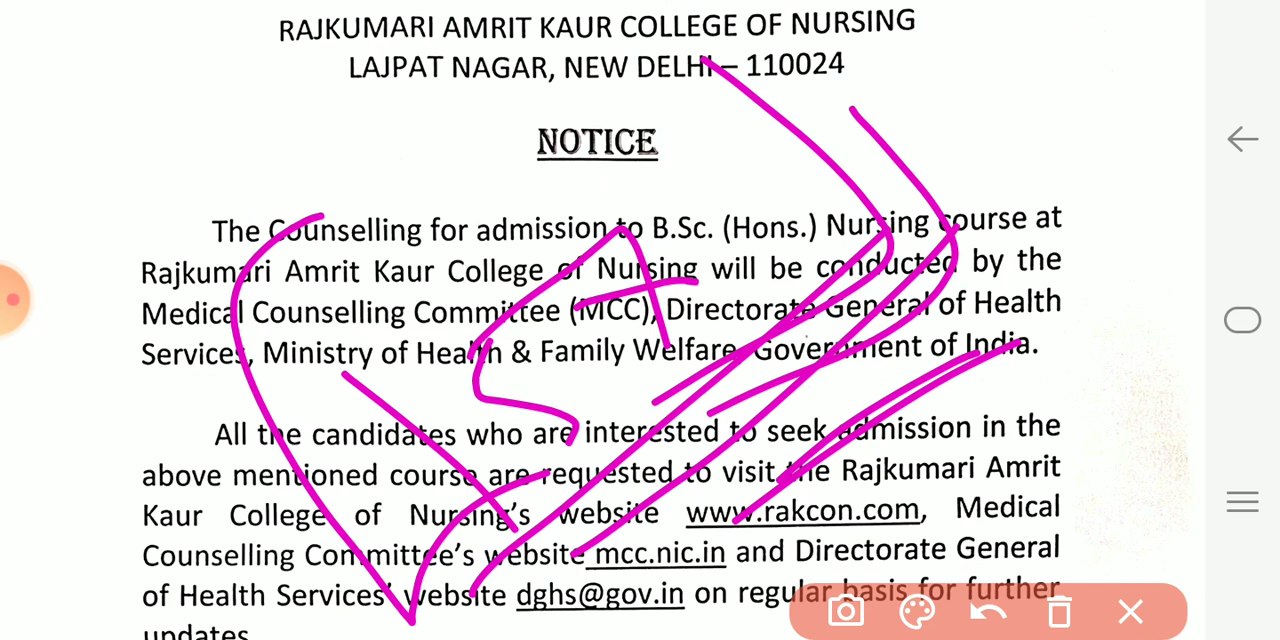 RAJKUMARI AMRIT KAUR COLLEGE OF NURSING
LAJPAT NAGAR, NEW DELHI – 110024
NOTICE
The Counselling for admission to B.Sc. (Hons.) Nursing course at
Rajkumari Amrit Kaur College of Nursing will be conducted by the
Medical Counselling Committee (MCC), Directorate General of Health
Services, Ministry of Health & Family Welfare, Government of India.
All the candidates who are interested to seek admission in the
above mentioned course are requested to visit the Rajkumari Amrit
Kaur College of Nursing's website www.rakcon.com, Medical
Counselling Committee's website mcc.nic.in and Directorate General
of Health Services' website dghs@gov.in on regular basis for further
updates